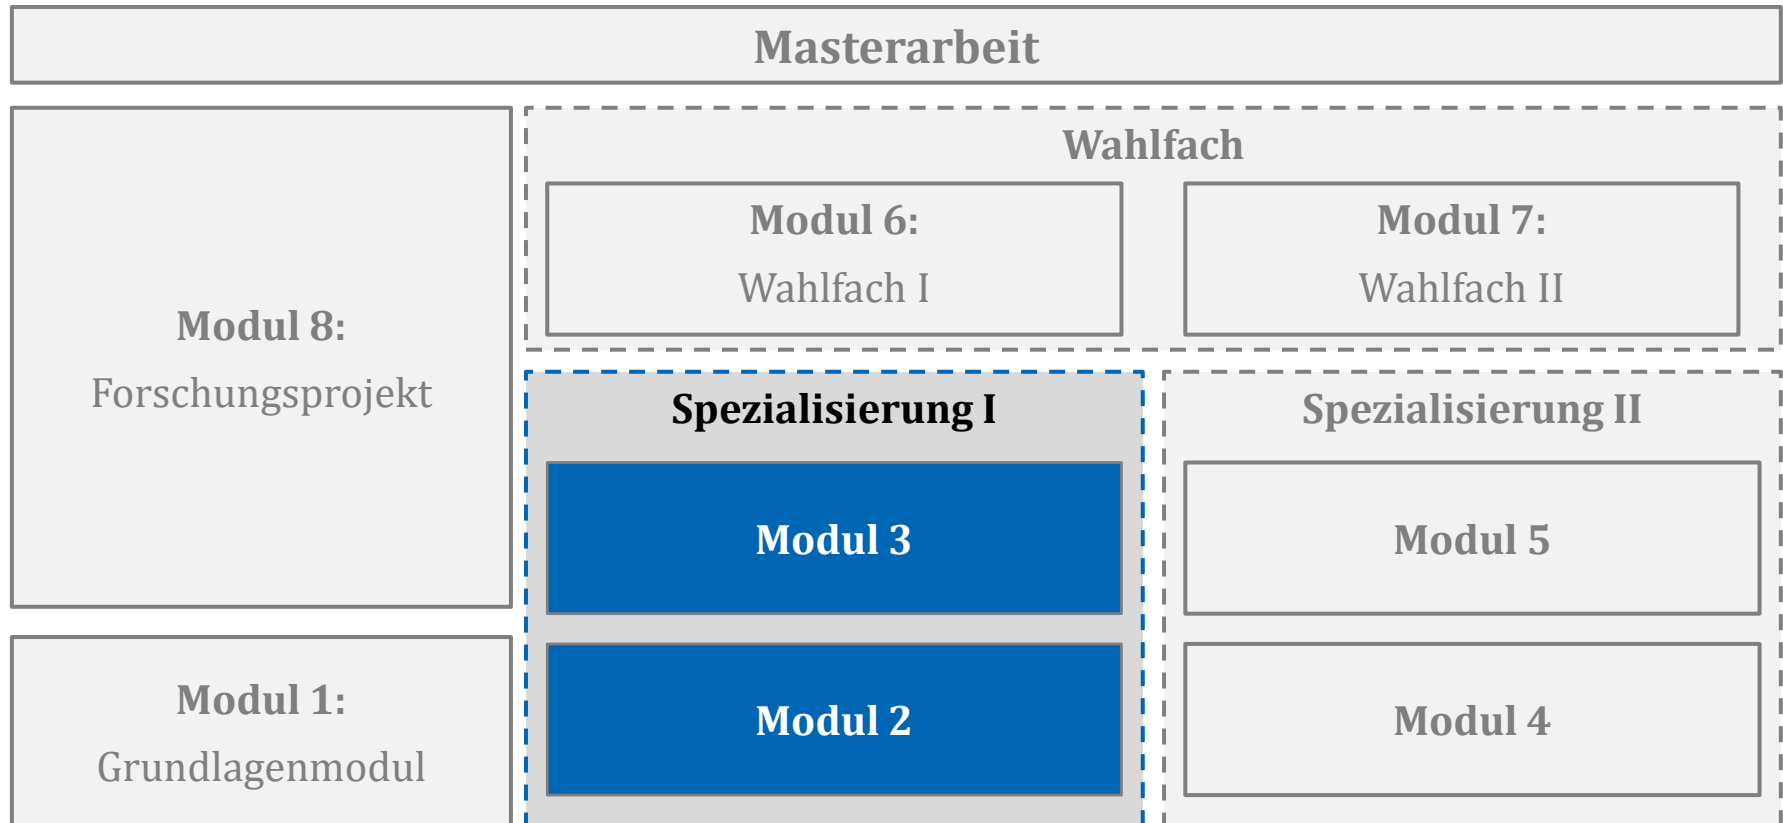 Masterarbeit
Modul 8:
Forschungsprojekt
Wahlfach
Modul 6:
Wahlfach I
Modul 7:
Wahlfach II
Spezialisierung I
Modul 3
Modul 2
Spezialisierung II
Modul 5
Modul 4
Modul 1:
Grundlagenmodul